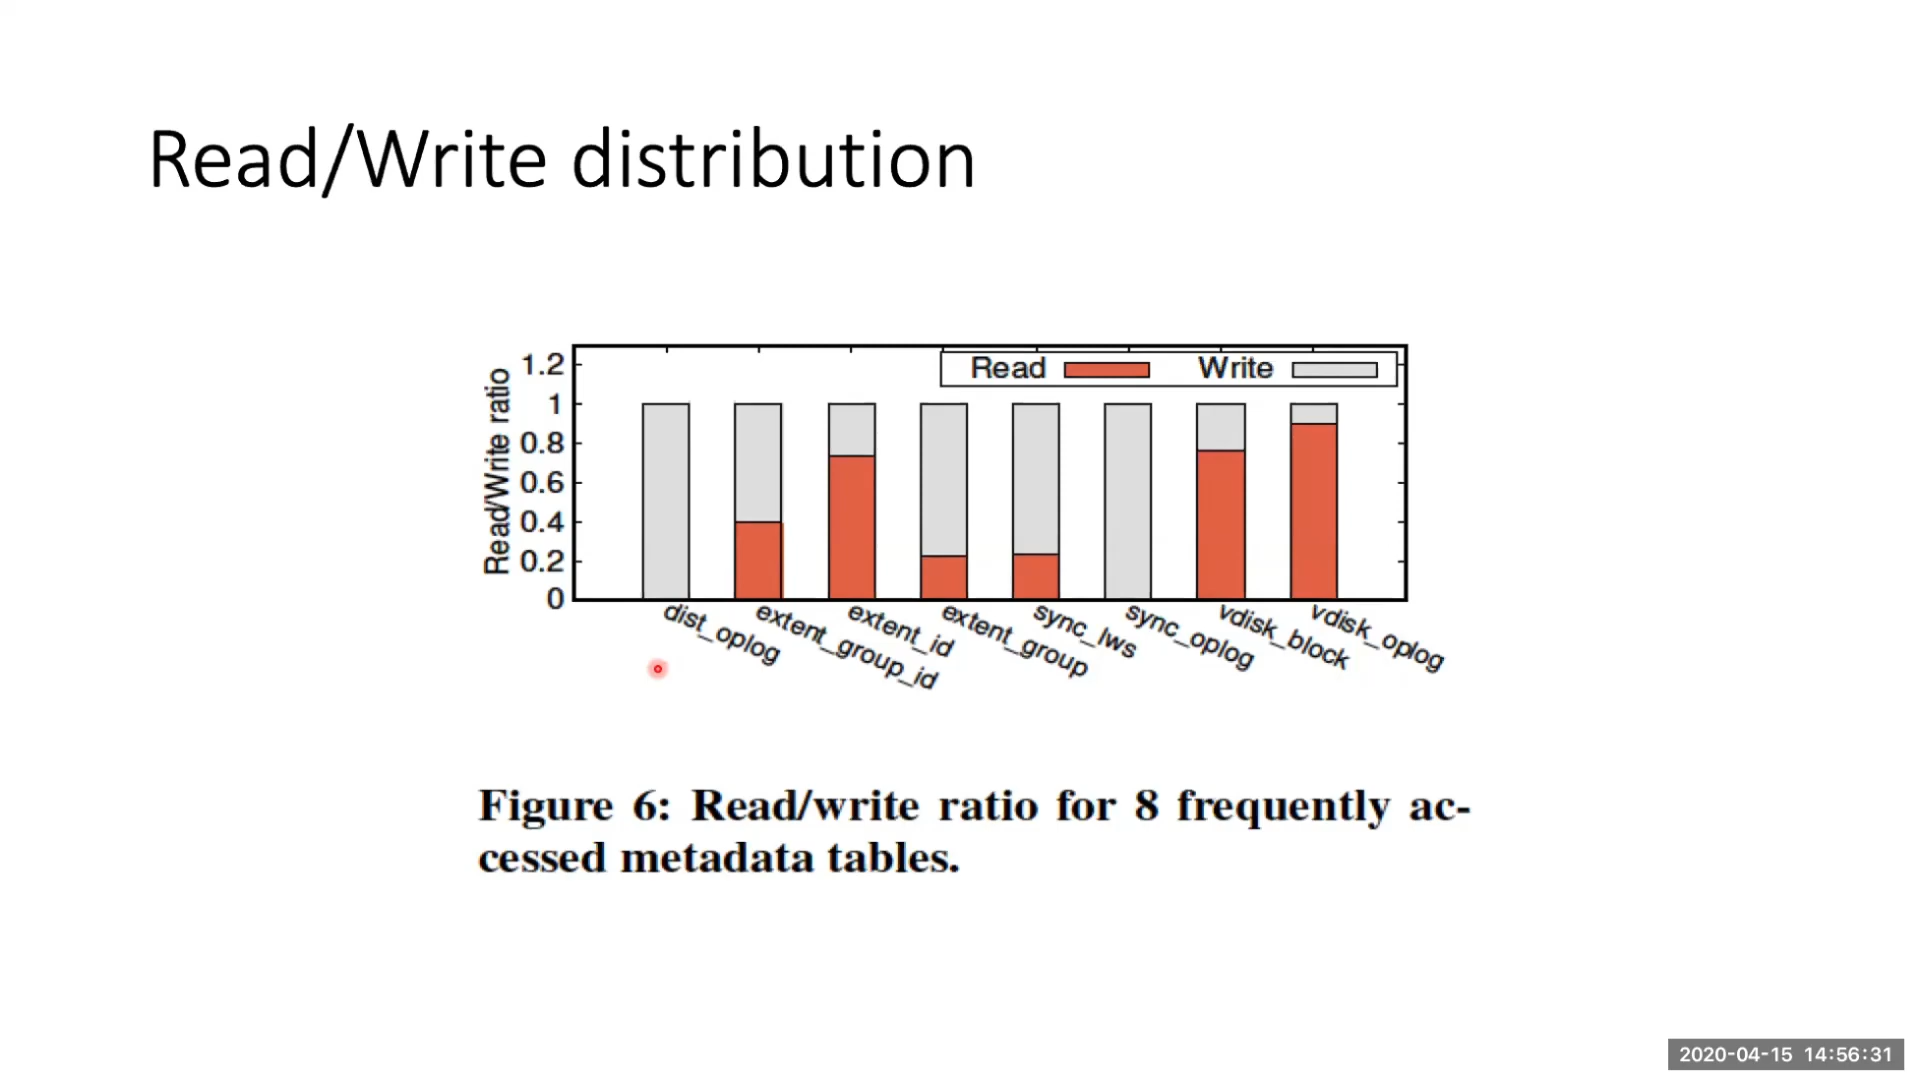 Read/Write distribution
Read Write
Read/Write ratio
1.2
1
0.8
0.6
0.4
0.2
0
dist_oplog
extent_group_id
extent_id
extent_group
sync_lws
sync_oplog
vdisk_block
vdisk_oplog
Figure 6: Read/write ratio for 8 frequently ac-
cessed metadata tables.
2020-04-15 14:56:31